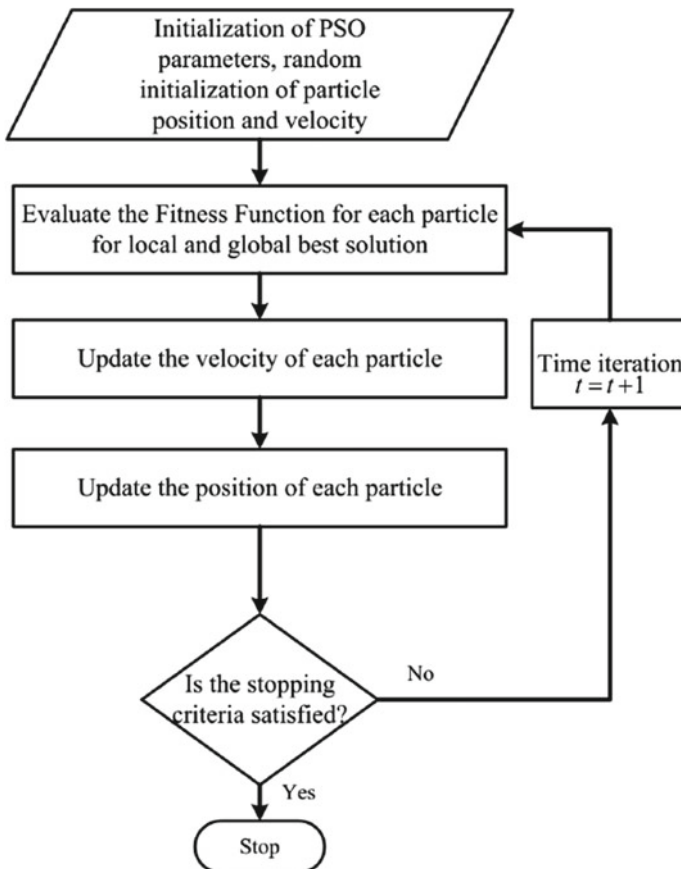 Initialization of PSO
parameters, random
initialization of particle
position and velocity
Evaluate the Fitness Function for each particle
for local and global best solution
Update the velocity of each particle
Time iteration
t = t +1
Update the position of each particle
Is the stopping
criteria satisfied?
No
Yes
Stop